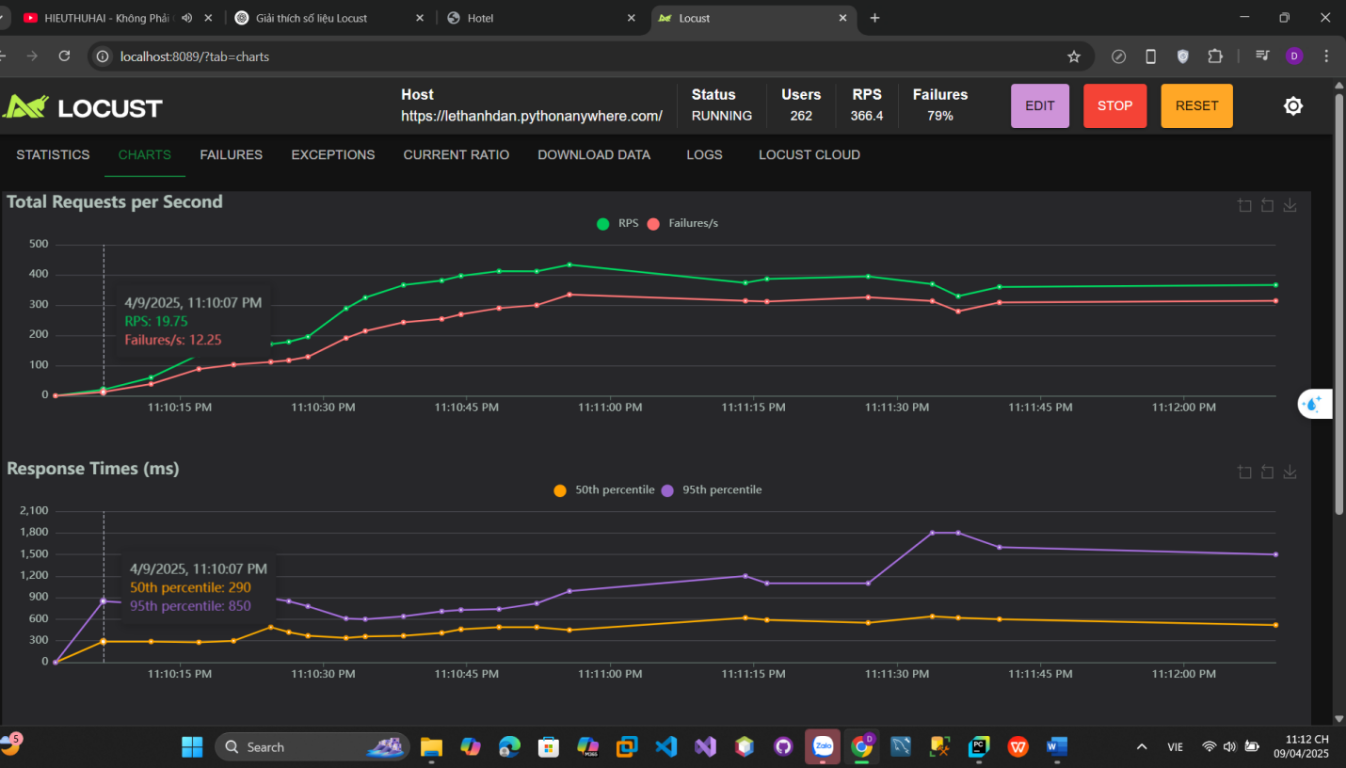 HIEUTHUHAI - Không Phải
Giải thích số liệu Locust
Hotel
Locust
localhost:8089/?tab=charts
D
LOCUST
Host
https://lethanhdan.pythonanywhere.com/
Status
RUNNING
Users
262
RPS
366.4
Failures
79%
EDIT
STOP
RESET
STATISTICS
CHARTS
FAILURES
EXCEPTIONS
CURRENT RATIO
DOWNLOAD DATA
LOGS
LOCUST CLOUD
Total Requests per Second
RPS
Failures/s
500
400
300
200
100
0
4/9/2025, 11:10:07 PM
RPS: 19.75
Failures/s: 12.25
11:10:15 PM
11:10:30 PM
11:10:45 PM
11:11:00 PM
11:11:15 PM
11:11:30 PM
11:11:45 PM
11:12:00 PM
Response Times (ms)
50th percentile
95th percentile
2,100
1,800
1,500
1,200
900
600
300
0
4/9/2025, 11:10:07 PM
50th percentile: 290
95th percentile: 850
11:10:15 PM
11:10:30 PM
11:10:45 PM
11:11:00 PM
11:11:15 PM
11:11:30 PM
11:11:45 PM
11:12:00 PM
5
Search
Zalo
D
PC
W
W
VIE
11:12 CH
09/04/2025